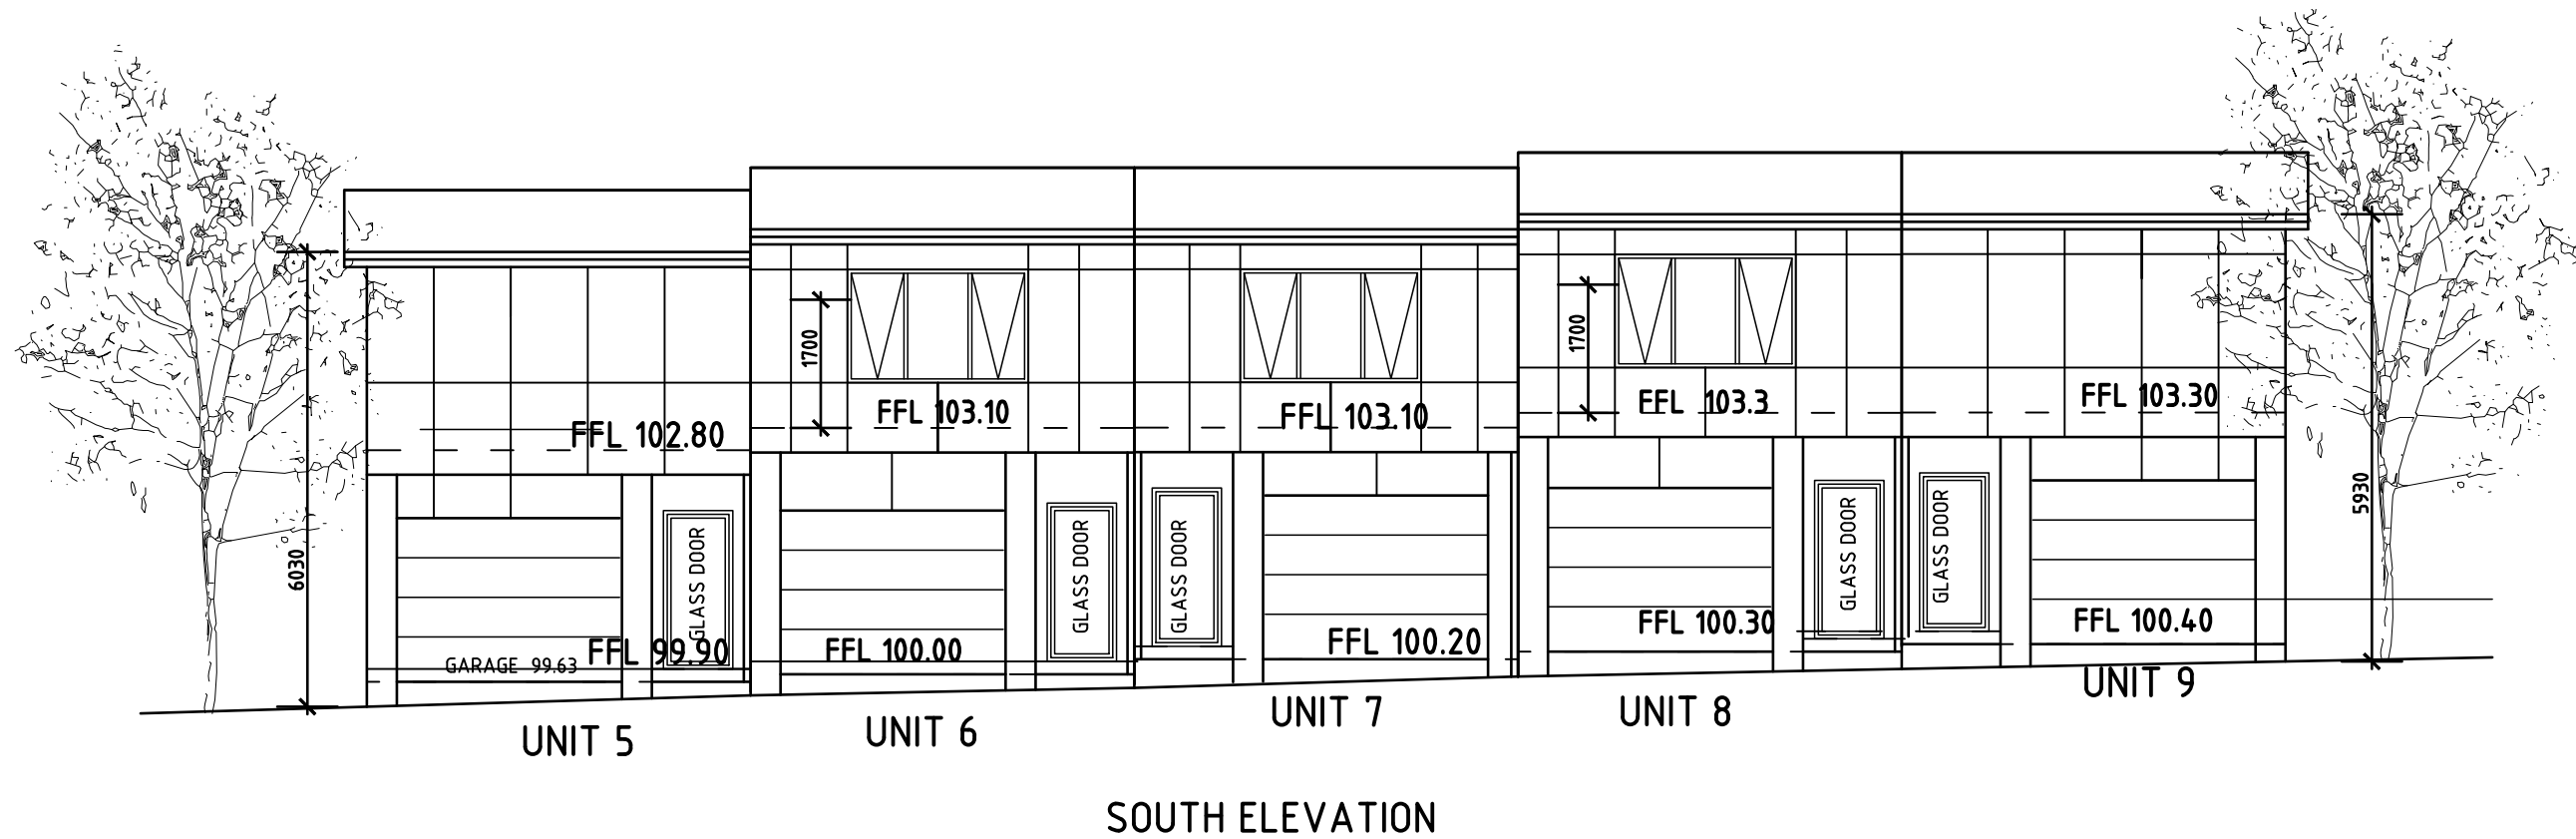 1700
1700
FFL 103.10
FFL 103.10
FFL 103.3
FFL 103.30
FFL 102.80
6030
5930
GLASS DOOR
GLASS DOOR
GLASS DOOR
GLASS DOOR
GLASS DOOR
GARAGE 99.63
FFL 99.90
FFL 100.00
FFL 100.20
FFL 100.30
FFL 100.40
UNIT 5
UNIT 6
UNIT 7
UNIT 8
UNIT 9
SOUTH ELEVATION